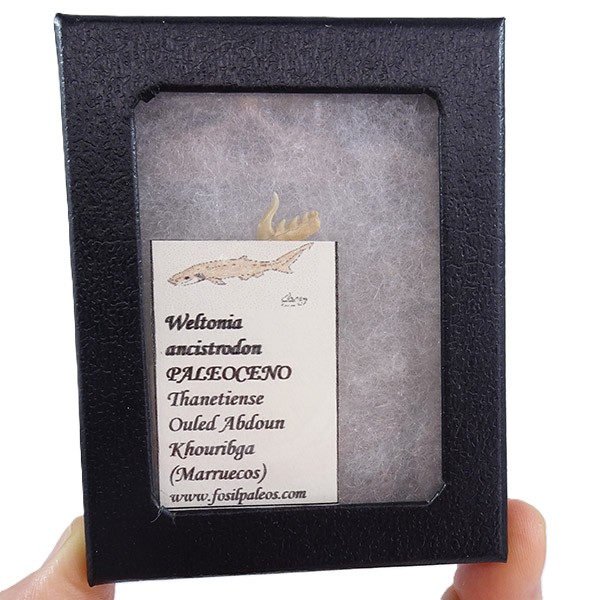 Weltonia
ancistrodon
PALEOCENO
Thanetiense
Ouled Abdoun
Khouribga
(Marruecos)
www.fosilpaleos.com